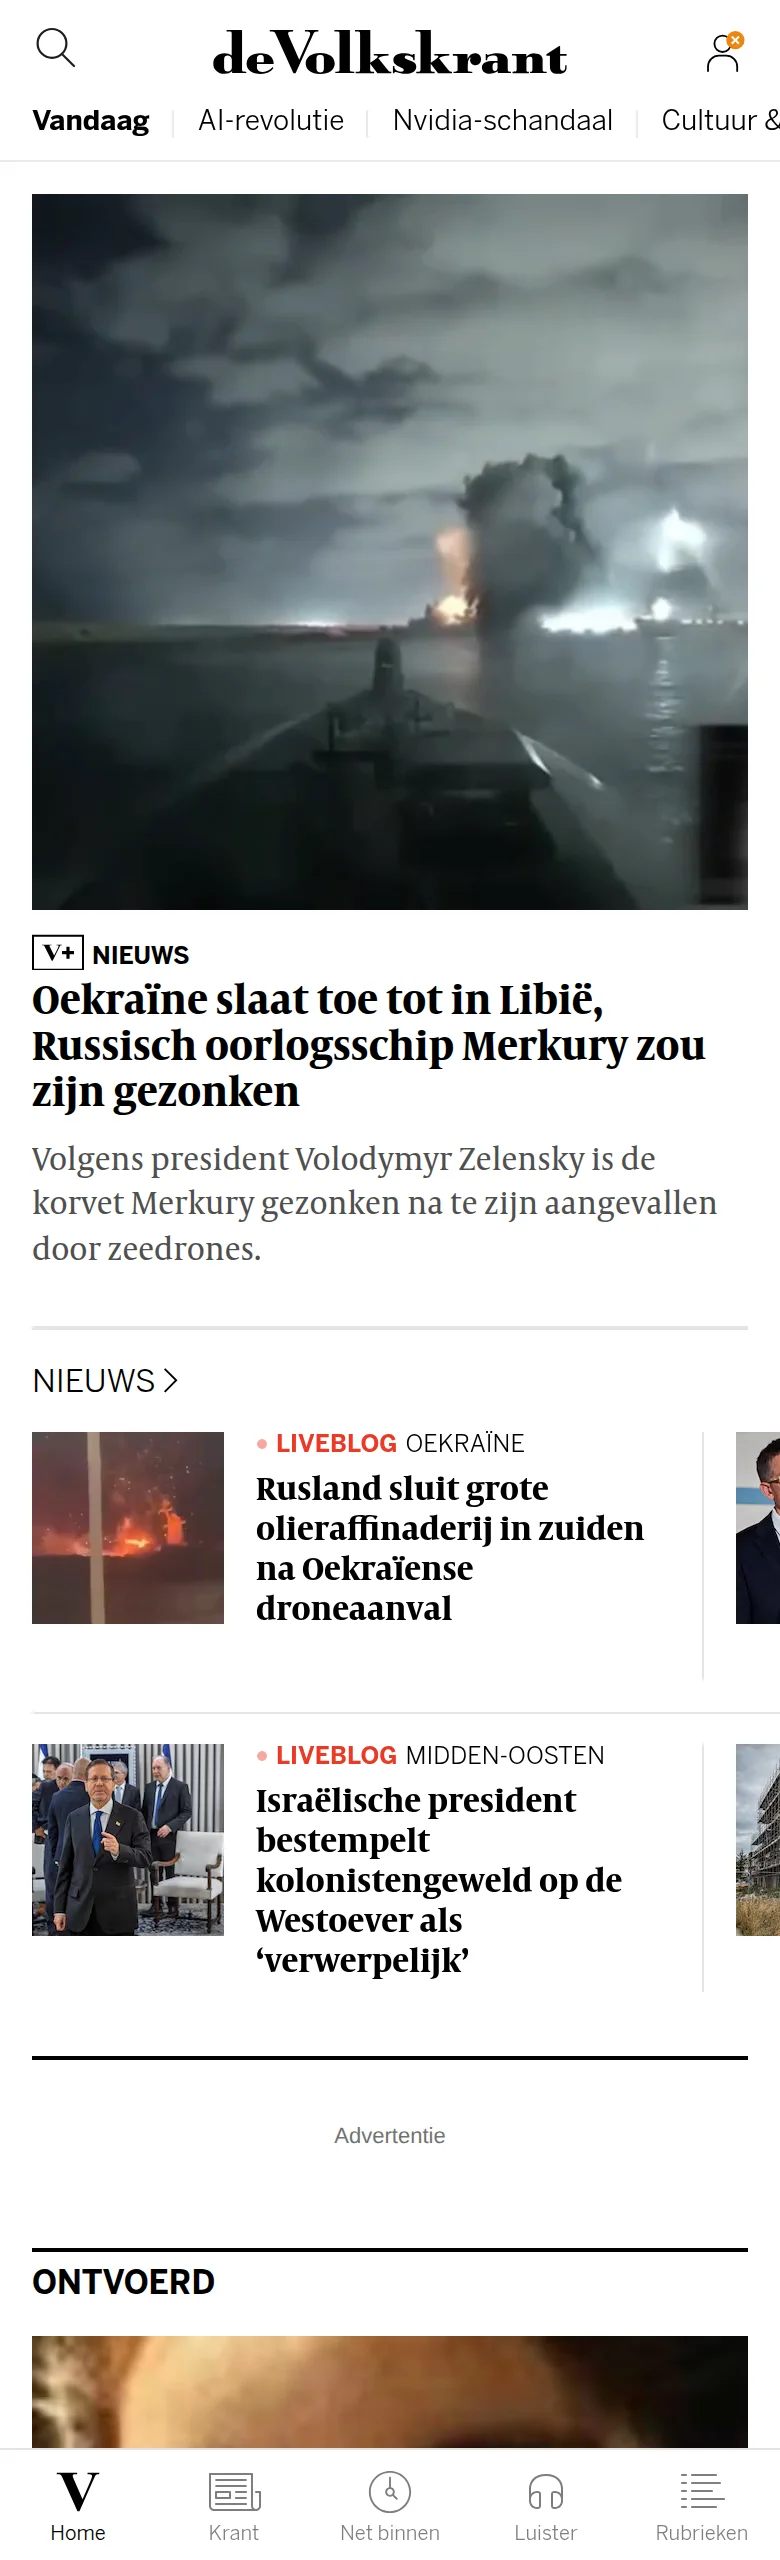 deVolkskrant
Vandaag AI-revolutie Nvidia-schandaal Cultuur &
V+ NIEUWS
Oekraïne slaat toe tot in Libië,
Russisch oorlogsschip Merkury zou
zijn gezonken
Volgens president Volodymyr Zelensky is de
korvet Merkury gezonken na te zijn aangevallen
door zeedrones.
NIEUWS
LIVEBLOG OEKRAÏNE
Rusland sluit grote
olieraffinaderij in zuiden
na Oekraïense
droneaanval
LIVEBLOG MIDDEN-OOSTEN
Israëlische president
bestempelt
kolonistengeweld op de
Westoever als
‘verwerpelijk’
Advertentie
ONTVOERD
Home Krant Net binnen Luister Rubrieken